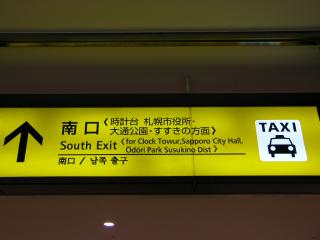 南口〈時計台 札幌市役所・
大通公園・すすきの方面〉
South Exit〈for Clock Towur,Sapporo City Hall,
Odori Park Susukino Dist〉
南口 / 남쪽 출구
TAXI